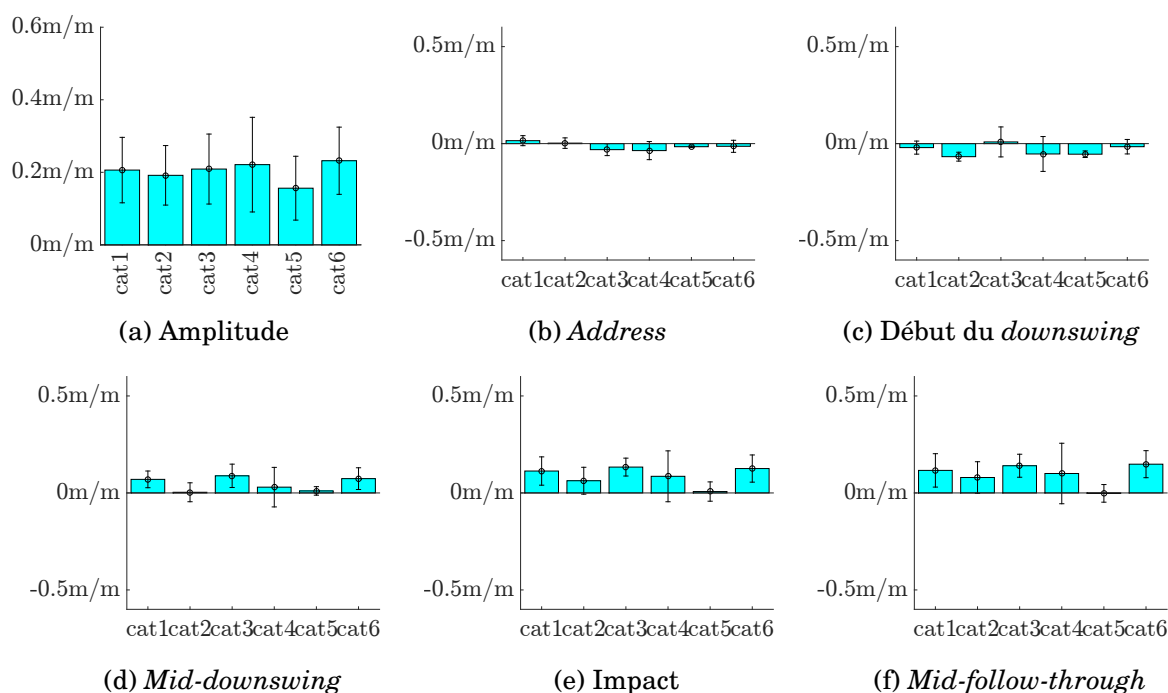 0.6m/m
0.4m/m
0.2m/m
0m/m
cat1 cat2 cat3 cat4 cat5 cat6
(a) Amplitude
0.5m/m
0m/m
-0.5m/m
cat1cat2cat3cat4cat5cat6
(b) Address
0.5m/m
0m/m
-0.5m/m
cat1cat2cat3cat4cat5cat6
(c) Début du downswing
0.5m/m
0m/m
-0.5m/m
cat1cat2cat3cat4cat5cat6
(d) Mid-downswing
0.5m/m
0m/m
-0.5m/m
cat1cat2cat3cat4cat5cat6
(e) Impact
0.5m/m
0m/m
-0.5m/m
cat1cat2cat3cat4cat5cat6
(f) Mid-follow-through